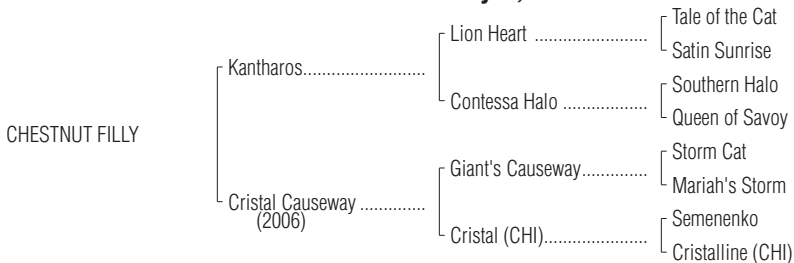 Tale of the Cat
Lion Heart ........................
Satin Sunrise
Kantharos..........................
Southern Halo
Contessa Halo ..................
Queen of Savoy
CHESTNUT FILLY
Storm Cat
Giant's Causeway..............
Mariah's Storm
Cristal Causeway ..............
(2006)
Semenenko
Cristal (CHI)......................
Cristalline (CHI)